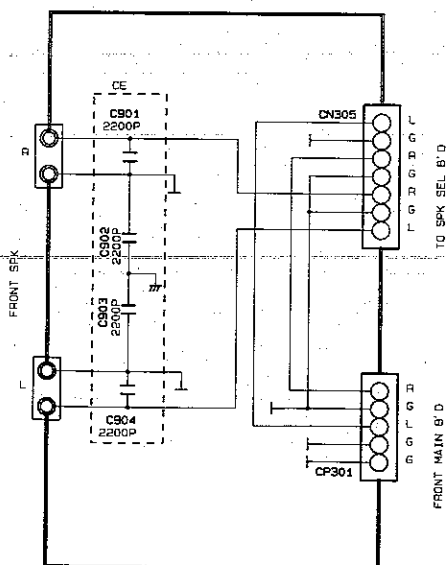 CE
C901
2200P
CN305
L
G
R
G
R
G
L
TO SPK SEL B'D
R
FRONT SPK
C902
2200P
C903
2200P
L
C904
2200P
R
G
L
G
G
CP301
FRONT MAIN B'D